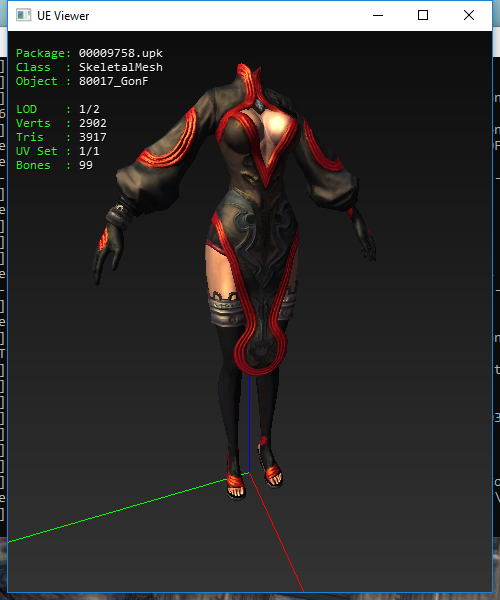 UE Viewer
Package: 00009758.upk
Class : SkeletalMesh
Object : 80017_GonF
LOD : 1/2
Verts : 2902
Tris : 3917
UV Set : 1/1
Bones : 99